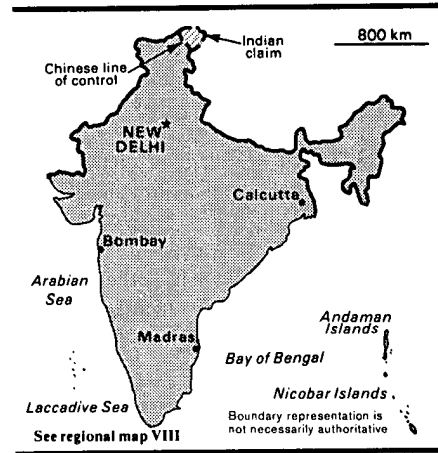 Indian
claim
800 km
Chinese line
of control
NEW
DELHI
Calcutta
Bombay
Arabian
Sea
Andaman
Islands
Madras
Bay of Bengal
Nicobar Islands
Laccadive Sea
Boundary representation is
not necessarily authoritative
See regional map VIII